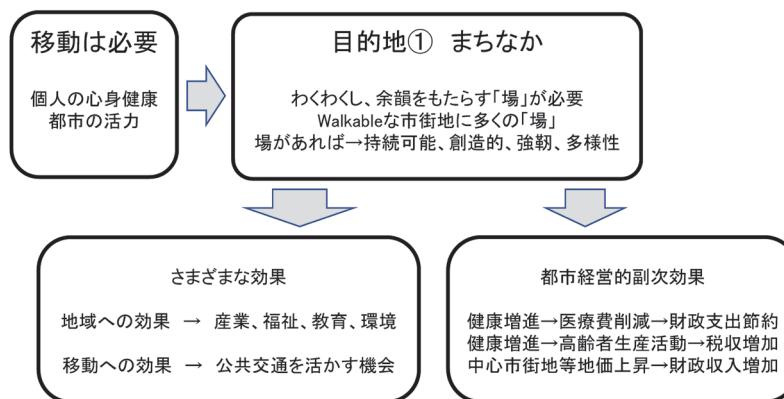 移動は必要
個人の心身健康
都市の活力
目的地① まちなか
わくわくし、余韻をもたらす「場」が必要
Walkableな市街地に多くの「場」
場があれば→持続可能、創造的、強靭、多様性
さまざまな効果
地域への効果 → 産業、福祉、教育、環境
移動への効果 → 公共交通を活かす機会
都市経営的副次効果
健康増進→医療費削減→財政支出節約
健康増進→高齢者生産活動→税収増加
中心市街地等地価上昇→財政収入増加